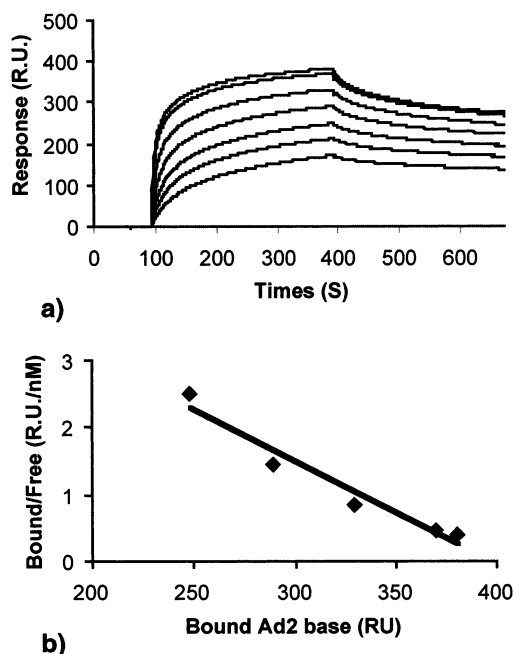 500
400
300
200
100
0
Response (R.U.)
0 100 200 300 400 500 600
Times (S)
a)
3
2
1
0
Bound/Free (R.U./nM)
200 250 300 350 400
Bound Ad2 base (RU)
b)